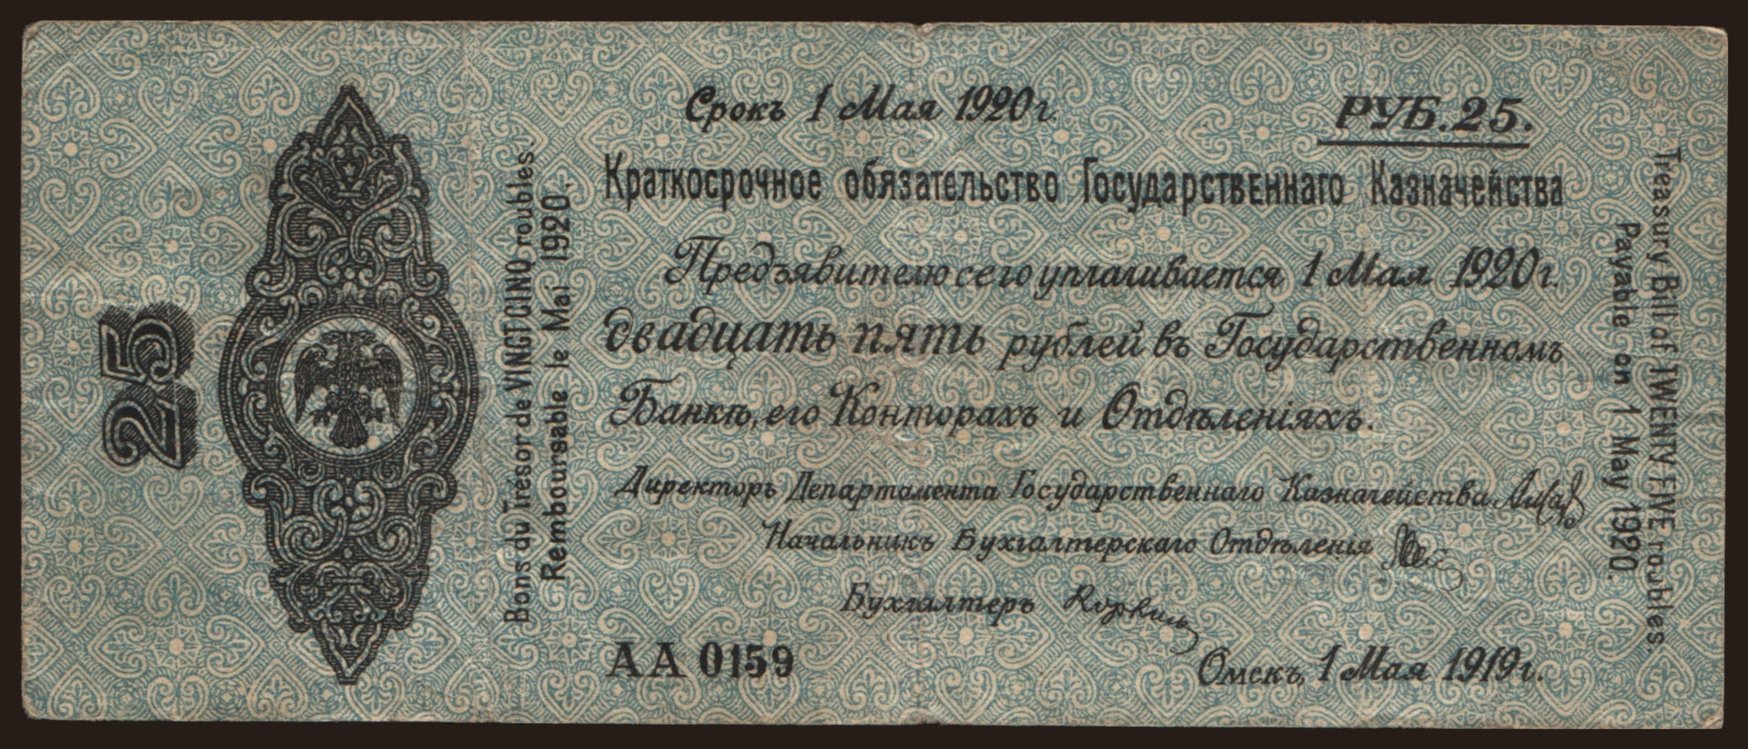 25
Bons du Tresor de VINGTCINQ roubles.
Remboursable le Mai 1920.
Срокъ 1 Мая 1920 г.
РУБ. 25.
Краткосрочное обязательство Государственнаго Казначейства
Предъявителю сего уплачивается 1 Мая 1920 г.
двадцать пять рублей въ Государственномъ
Банкѣ, его Конторахъ и Отдѣленіяхъ.
Директоръ Департамента Государственнаго Казначейства
Начальникъ Бухгалтерскаго Отдѣленія
Бухгалтеръ
АА 0159
Омскъ, 1 Мая 1919 г.
Treasury Bill of TWENTY FIVE roubles.
Payable on 1 May 1920.